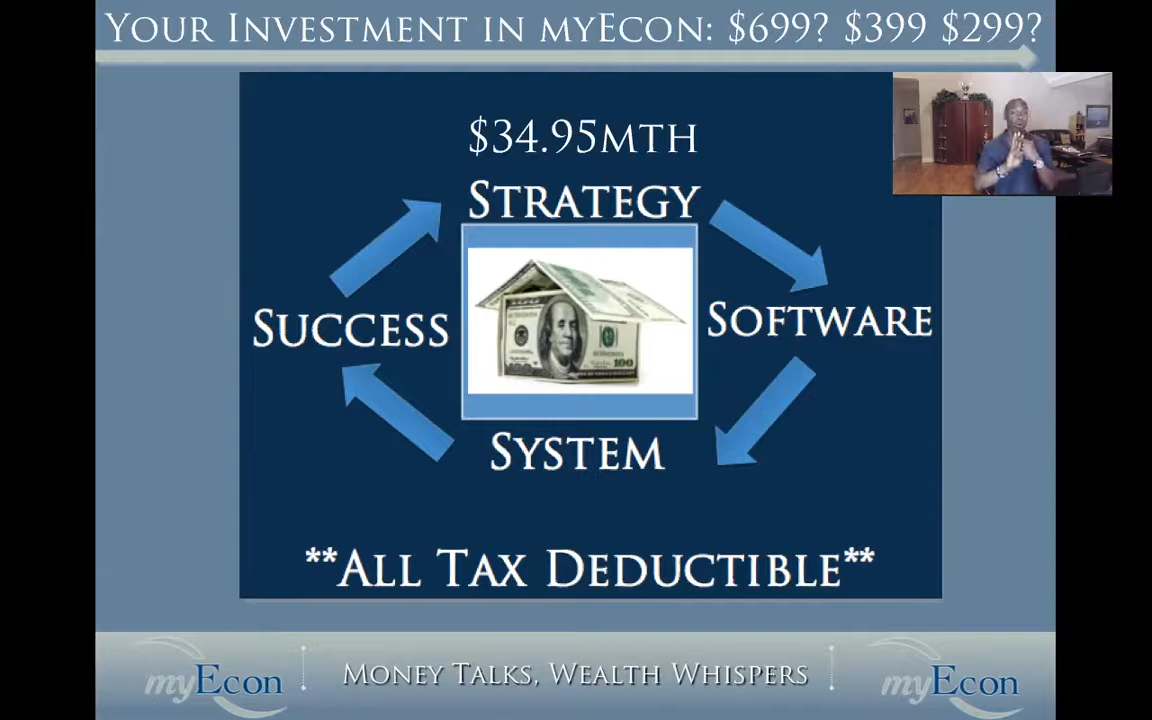 Your Investment in myEcon: $699? $399 $299?
$34.95mth
Strategy
Success
Software
System
**All Tax Deductible**
myEcon
Money Talks, Wealth Whispers
myEcon